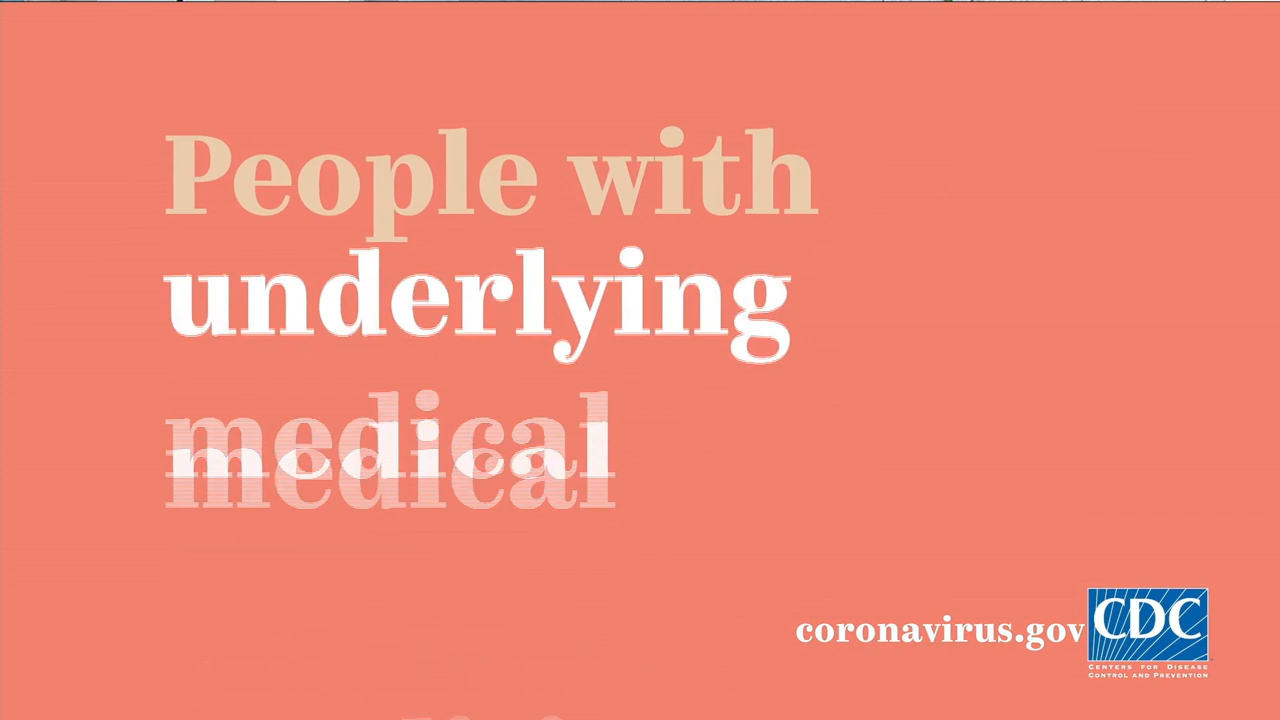 People with
underlying
medical
coronavirus.gov
CDC
CENTERS FOR DISEASE
CONTROL AND PREVENTION